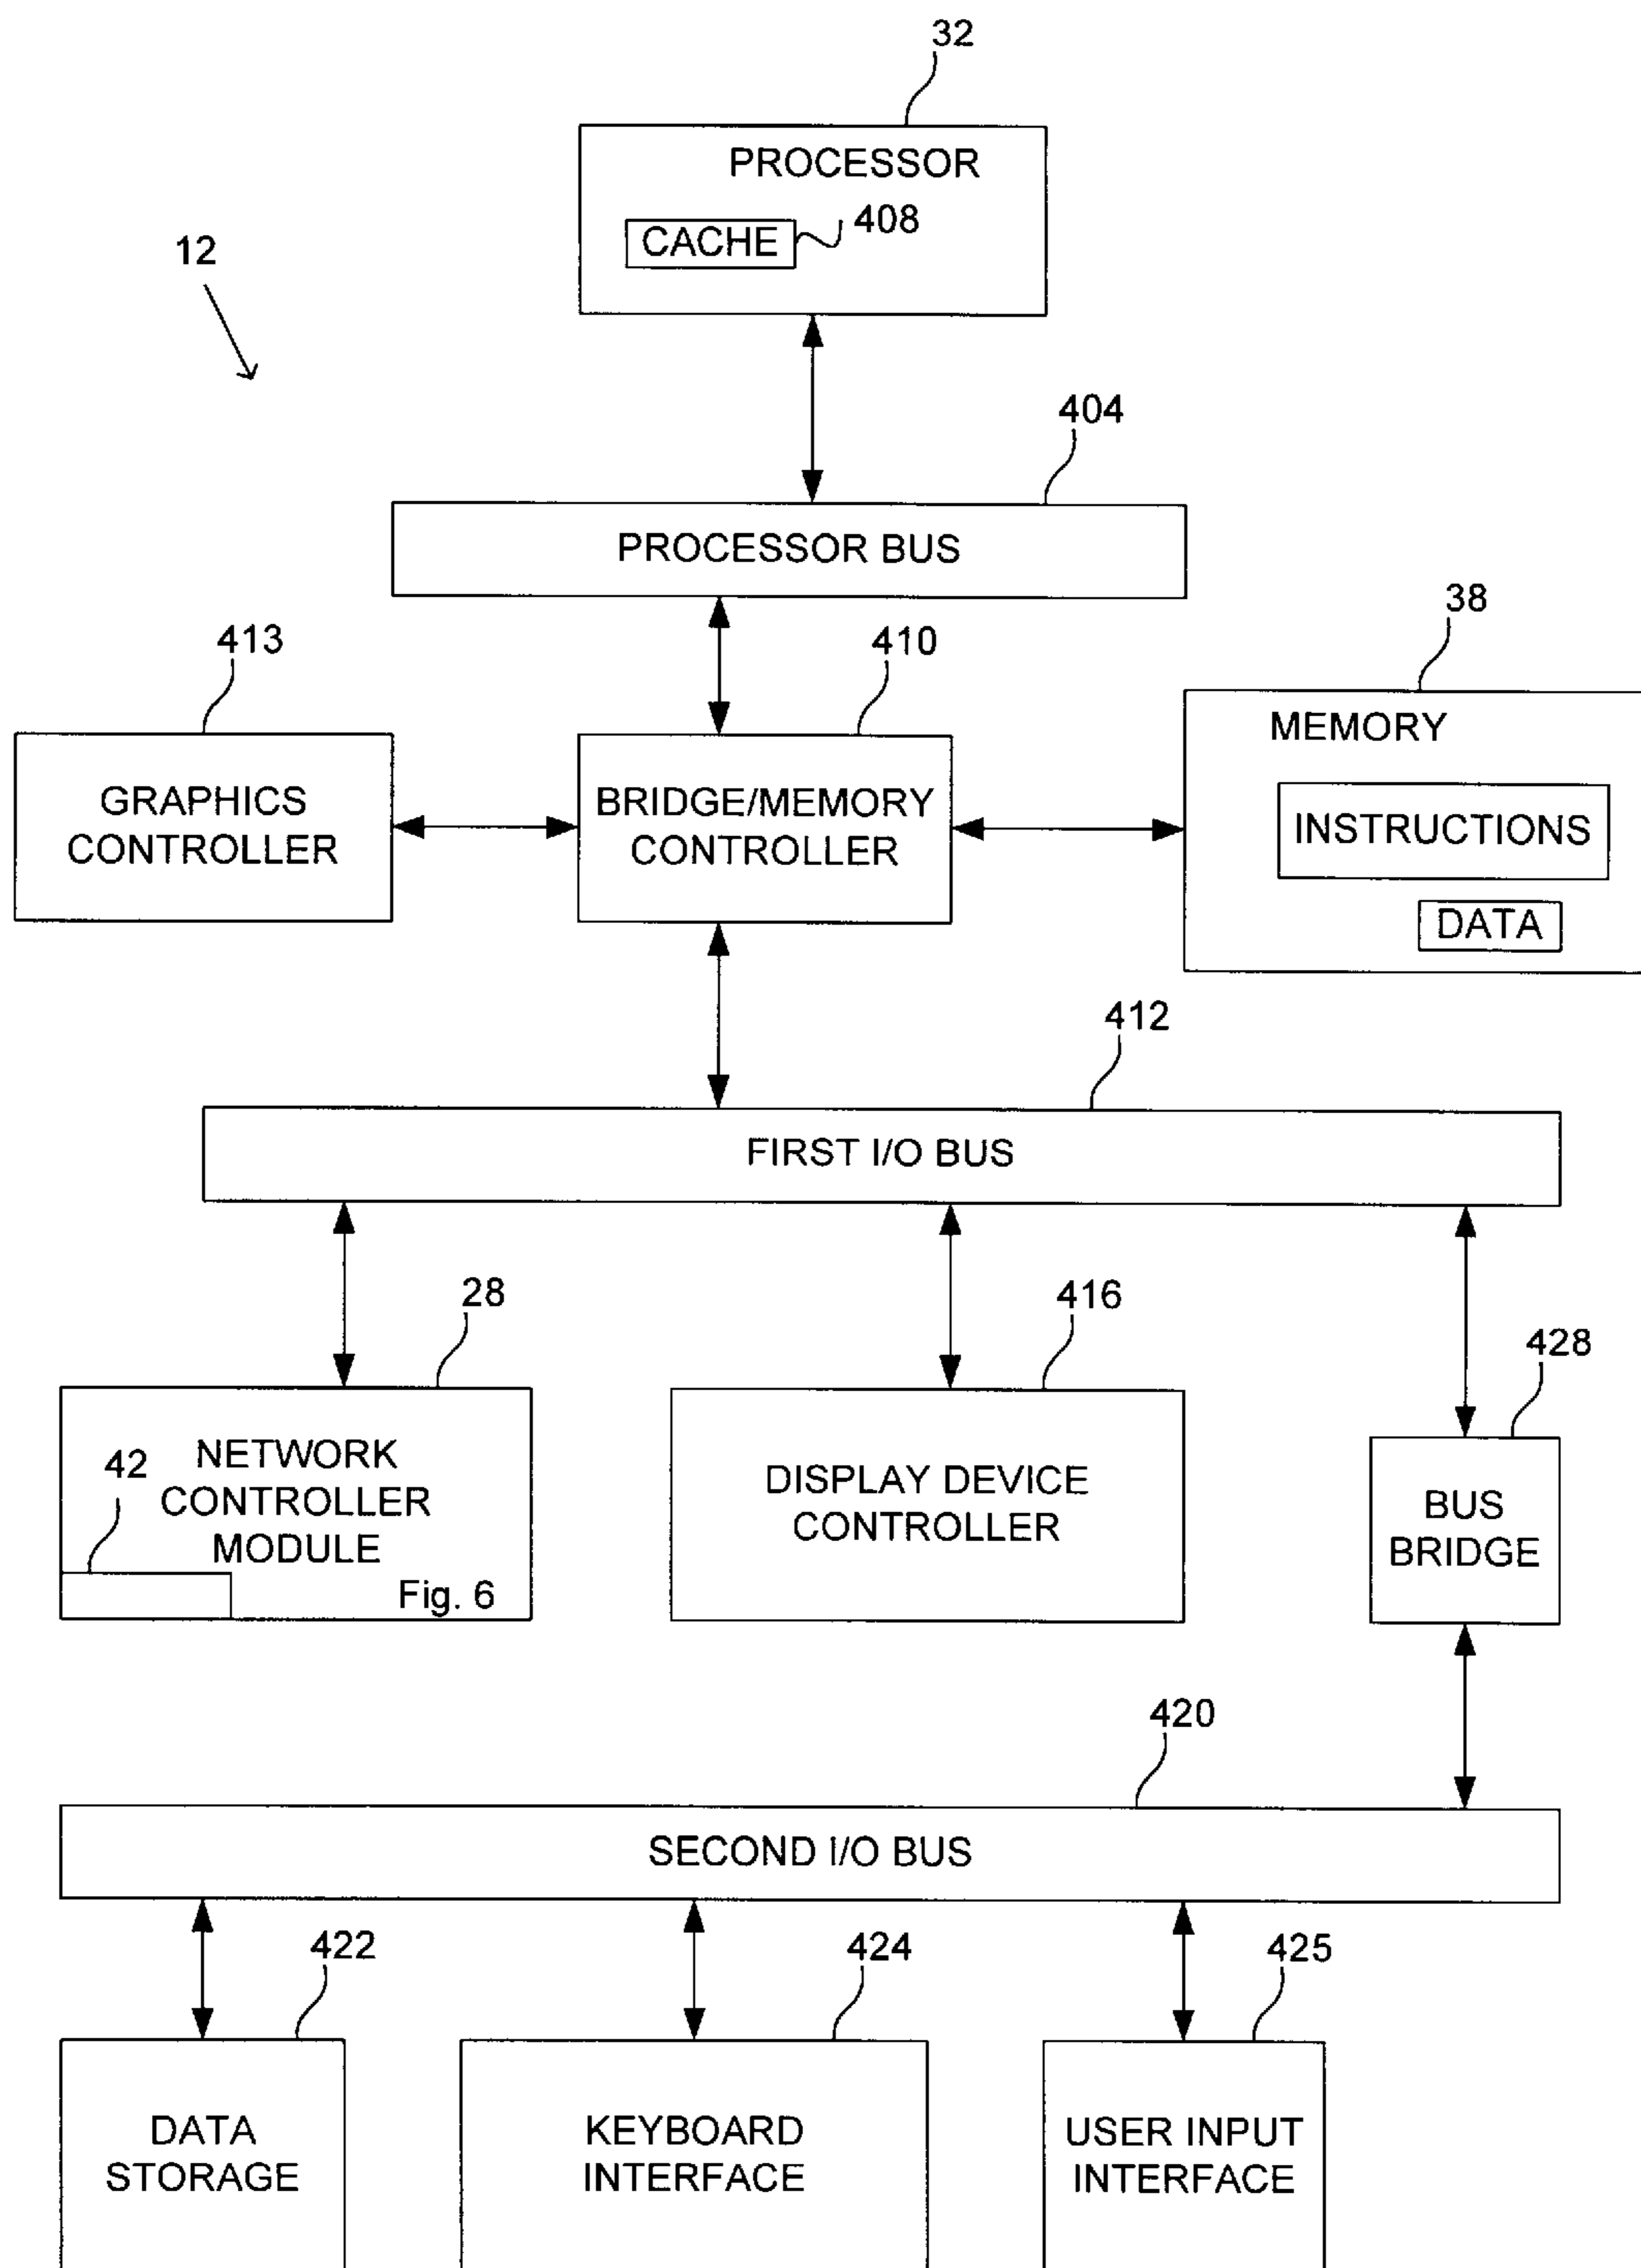 32
PROCESSOR
408
CACHE
12
404
PROCESSOR BUS
38
413
410
MEMORY
GRAPHICS
CONTROLLER
BRIDGE/MEMORY
CONTROLLER
INSTRUCTIONS
DATA
412
FIRST I/O BUS
28
416
428
42
NETWORK
CONTROLLER
MODULE
Fig. 6
DISPLAY DEVICE
CONTROLLER
BUS
BRIDGE
420
SECOND I/O BUS
422
424
425
DATA
STORAGE
KEYBOARD
INTERFACE
USER INPUT
INTERFACE